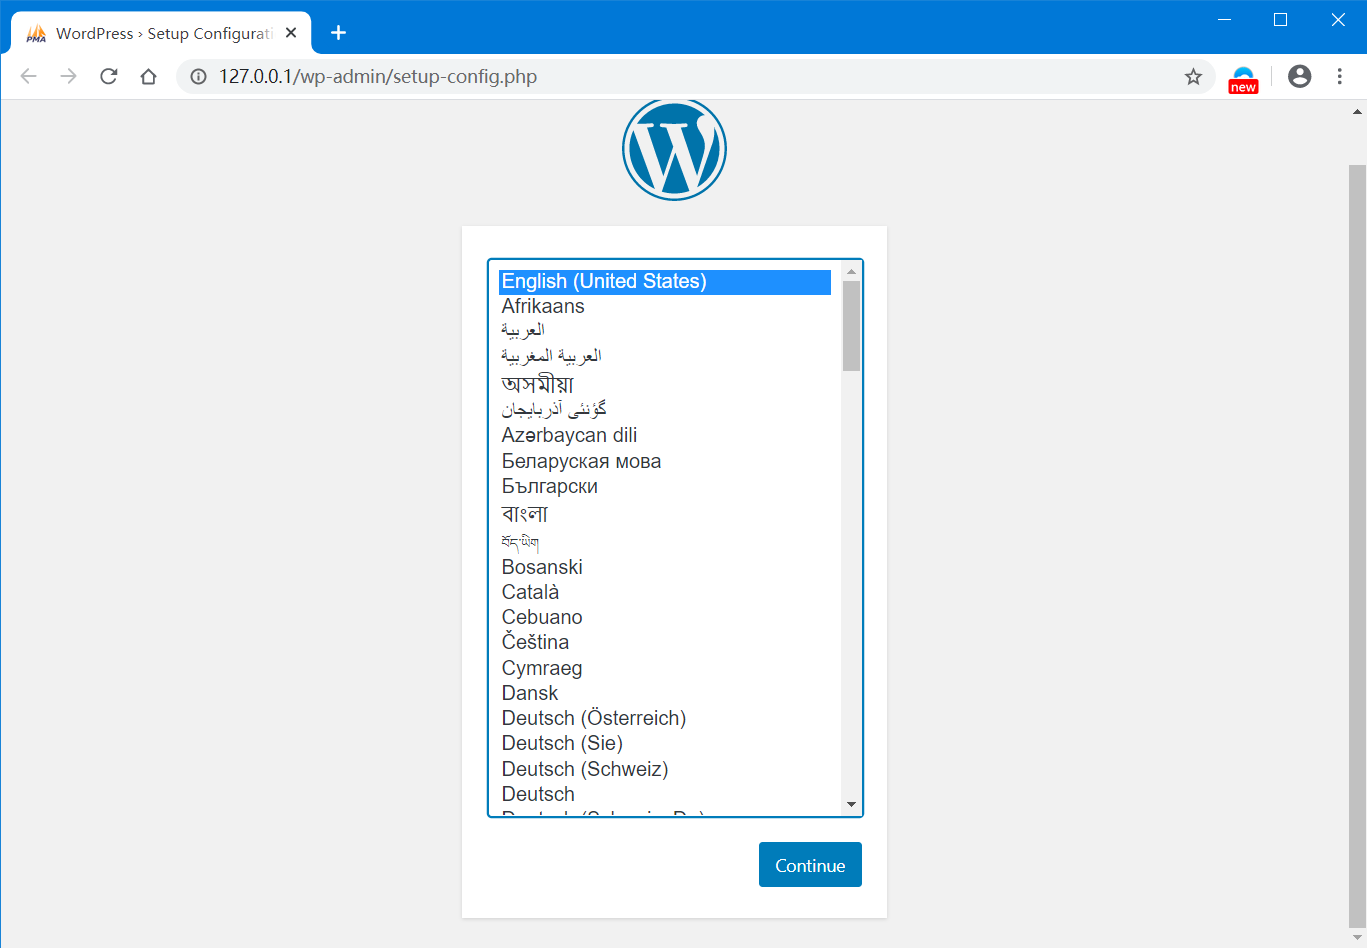 PMA WordPress › Setup Configurati
127.0.0.1/wp-admin/setup-config.php
new
W
English (United States)
Afrikaans
العربية
العربية المغربية
অসমীয়া
گؤنئی آذربایجان
Azərbaycan dili
Беларуская мова
Български
বাংলা
བོད་ཡིག
Bosanski
Català
Cebuano
Čeština
Cymraeg
Dansk
Deutsch (Österreich)
Deutsch (Sie)
Deutsch (Schweiz)
Deutsch
Continue